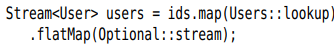 Stream<User> users = ids.map(Users::lookup)
.flatMap(Optional::stream);